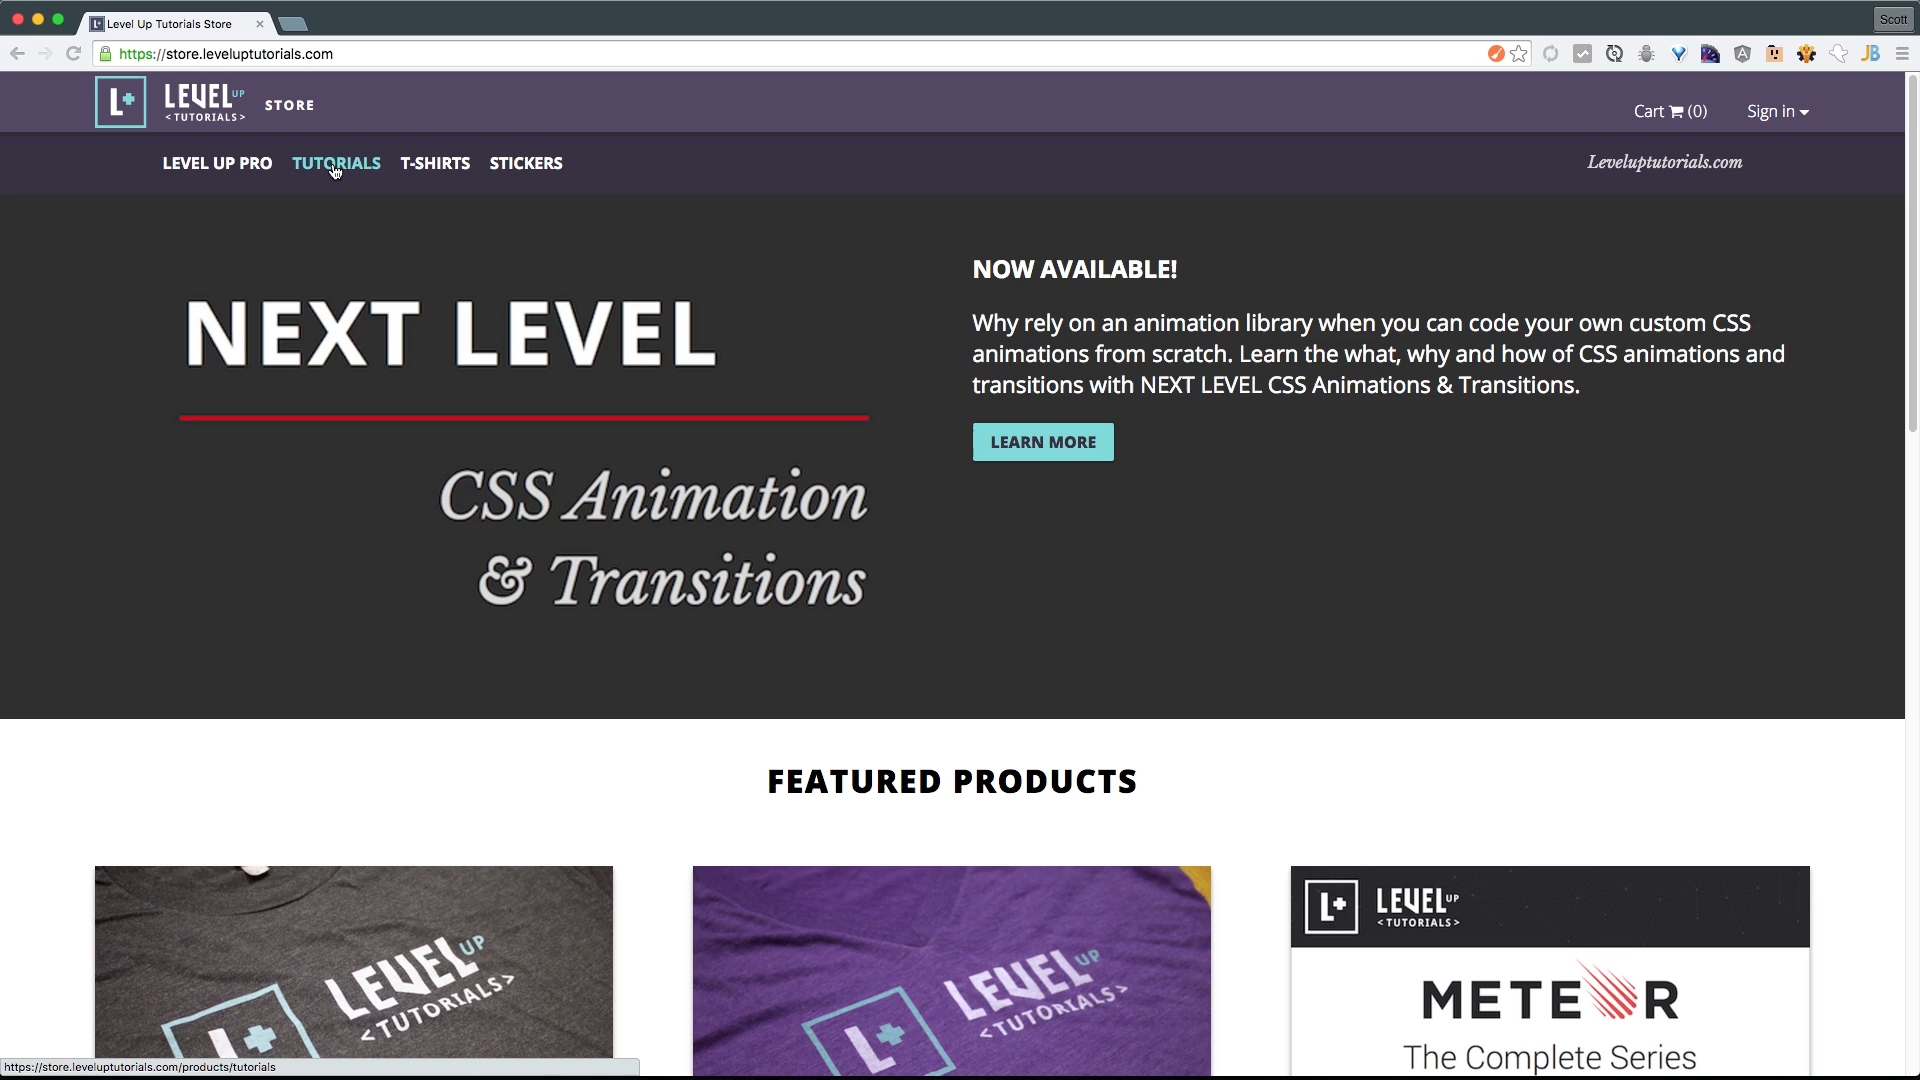 Level Up Tutorials Store
Scott
https://store.leveluptutorials.com
JB
L+
LEVEL UP
<TUTORIALS>
STORE
Cart (0)
Sign in
LEVEL UP PRO
TUTORIALS
T-SHIRTS
STICKERS
Leveluptutorials.com
NEXT LEVEL
CSS Animation
& Transitions
NOW AVAILABLE!
Why rely on an animation library when you can code your own custom CSS
animations from scratch. Learn the what, why and how of CSS animations and
transitions with NEXT LEVEL CSS Animations & Transitions.
LEARN MORE
FEATURED PRODUCTS
LEVEL UP
<TUTORIALS>
L+
LEVEL UP
<TUTORIALS>
L+
L+
LEVEL UP
<TUTORIALS>
METEOR
The Complete Series
https://store.leveluptutorials.com/products/tutorials